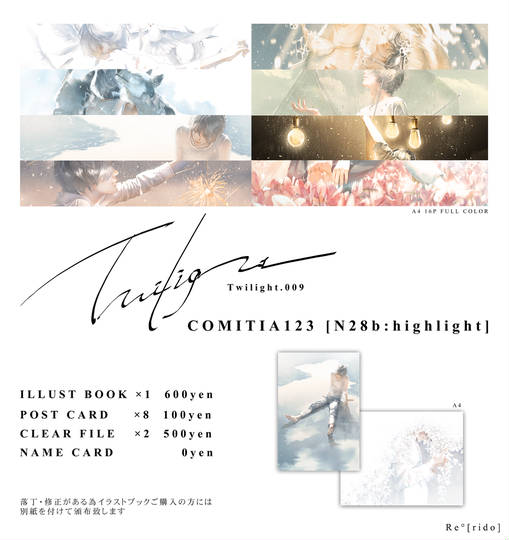 A4 16P FULL COLOR
Twilight
Twilight.009
COMITIA123 [N28b:highlight]
ILLUST BOOK ×1 600yen
POST CARD ×8 100yen
CLEAR FILE ×2 500yen
NAME CARD 0yen
A4
落丁・修正がある為イラストブックご購入の方には
別紙を付けて頒布致します
Re°[rido]